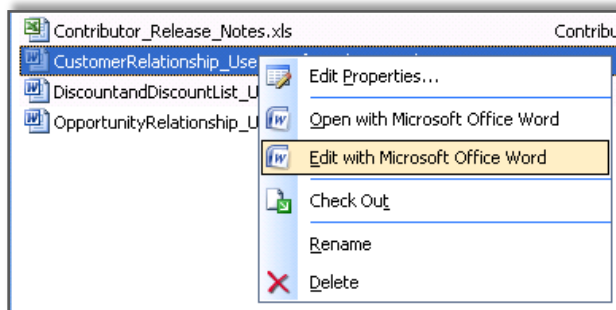 Contributor_Release_Notes.xls Contribu
CustomerRelationship_Use
Edit Properties...
DiscountandDiscountList_U
Open with Microsoft Office Word
OpportunityRelationship_U
Edit with Microsoft Office Word
Check Out
Rename
Delete